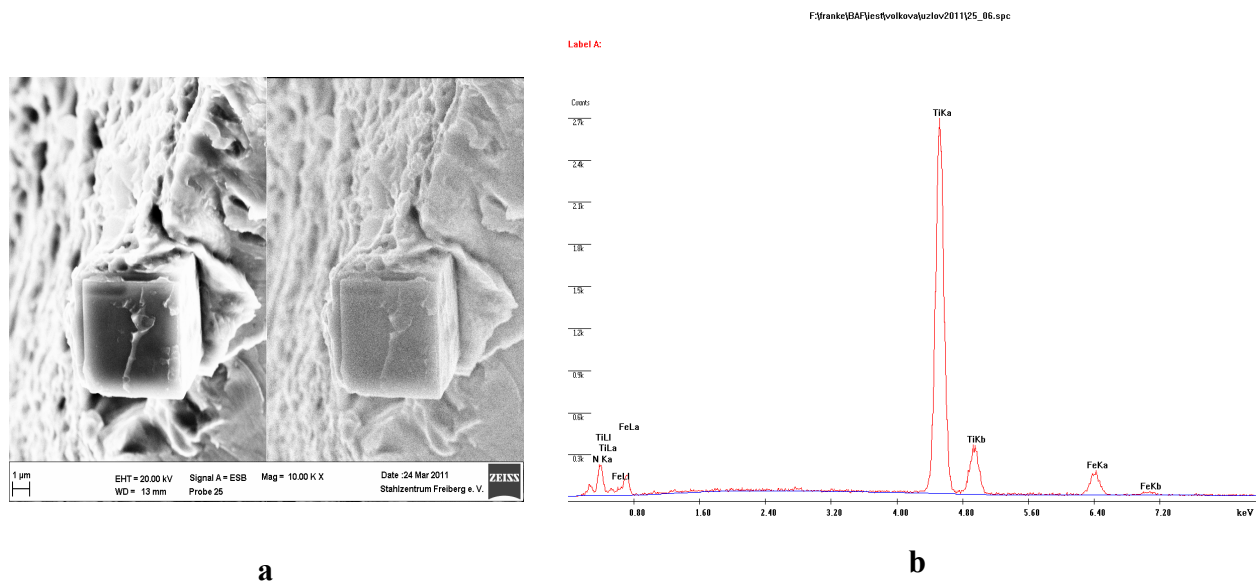 F:\franke\BAF\iest\volkova\uzlov2011\25_06.spc
Label A:
Counts
2.7k
2.4k
2.1k
1.8k
1.5k
1.2k
0.9k
0.6k
0.3k
TiKa
TiKb
FeKa
FeKb
FeLa
TiLl
TiLa
N Ka
FeLl
0.80 1.60 2.40 3.20 4.00 4.80 5.60 6.40 7.20 keV
1 µm
EHT = 20.00 kV Signal A = ESB Mag = 10.00 K X Date :24 Mar 2011
WD = 13 mm Probe 25 Stahlzentrum Freiberg e. V.
ZEISS
a
b